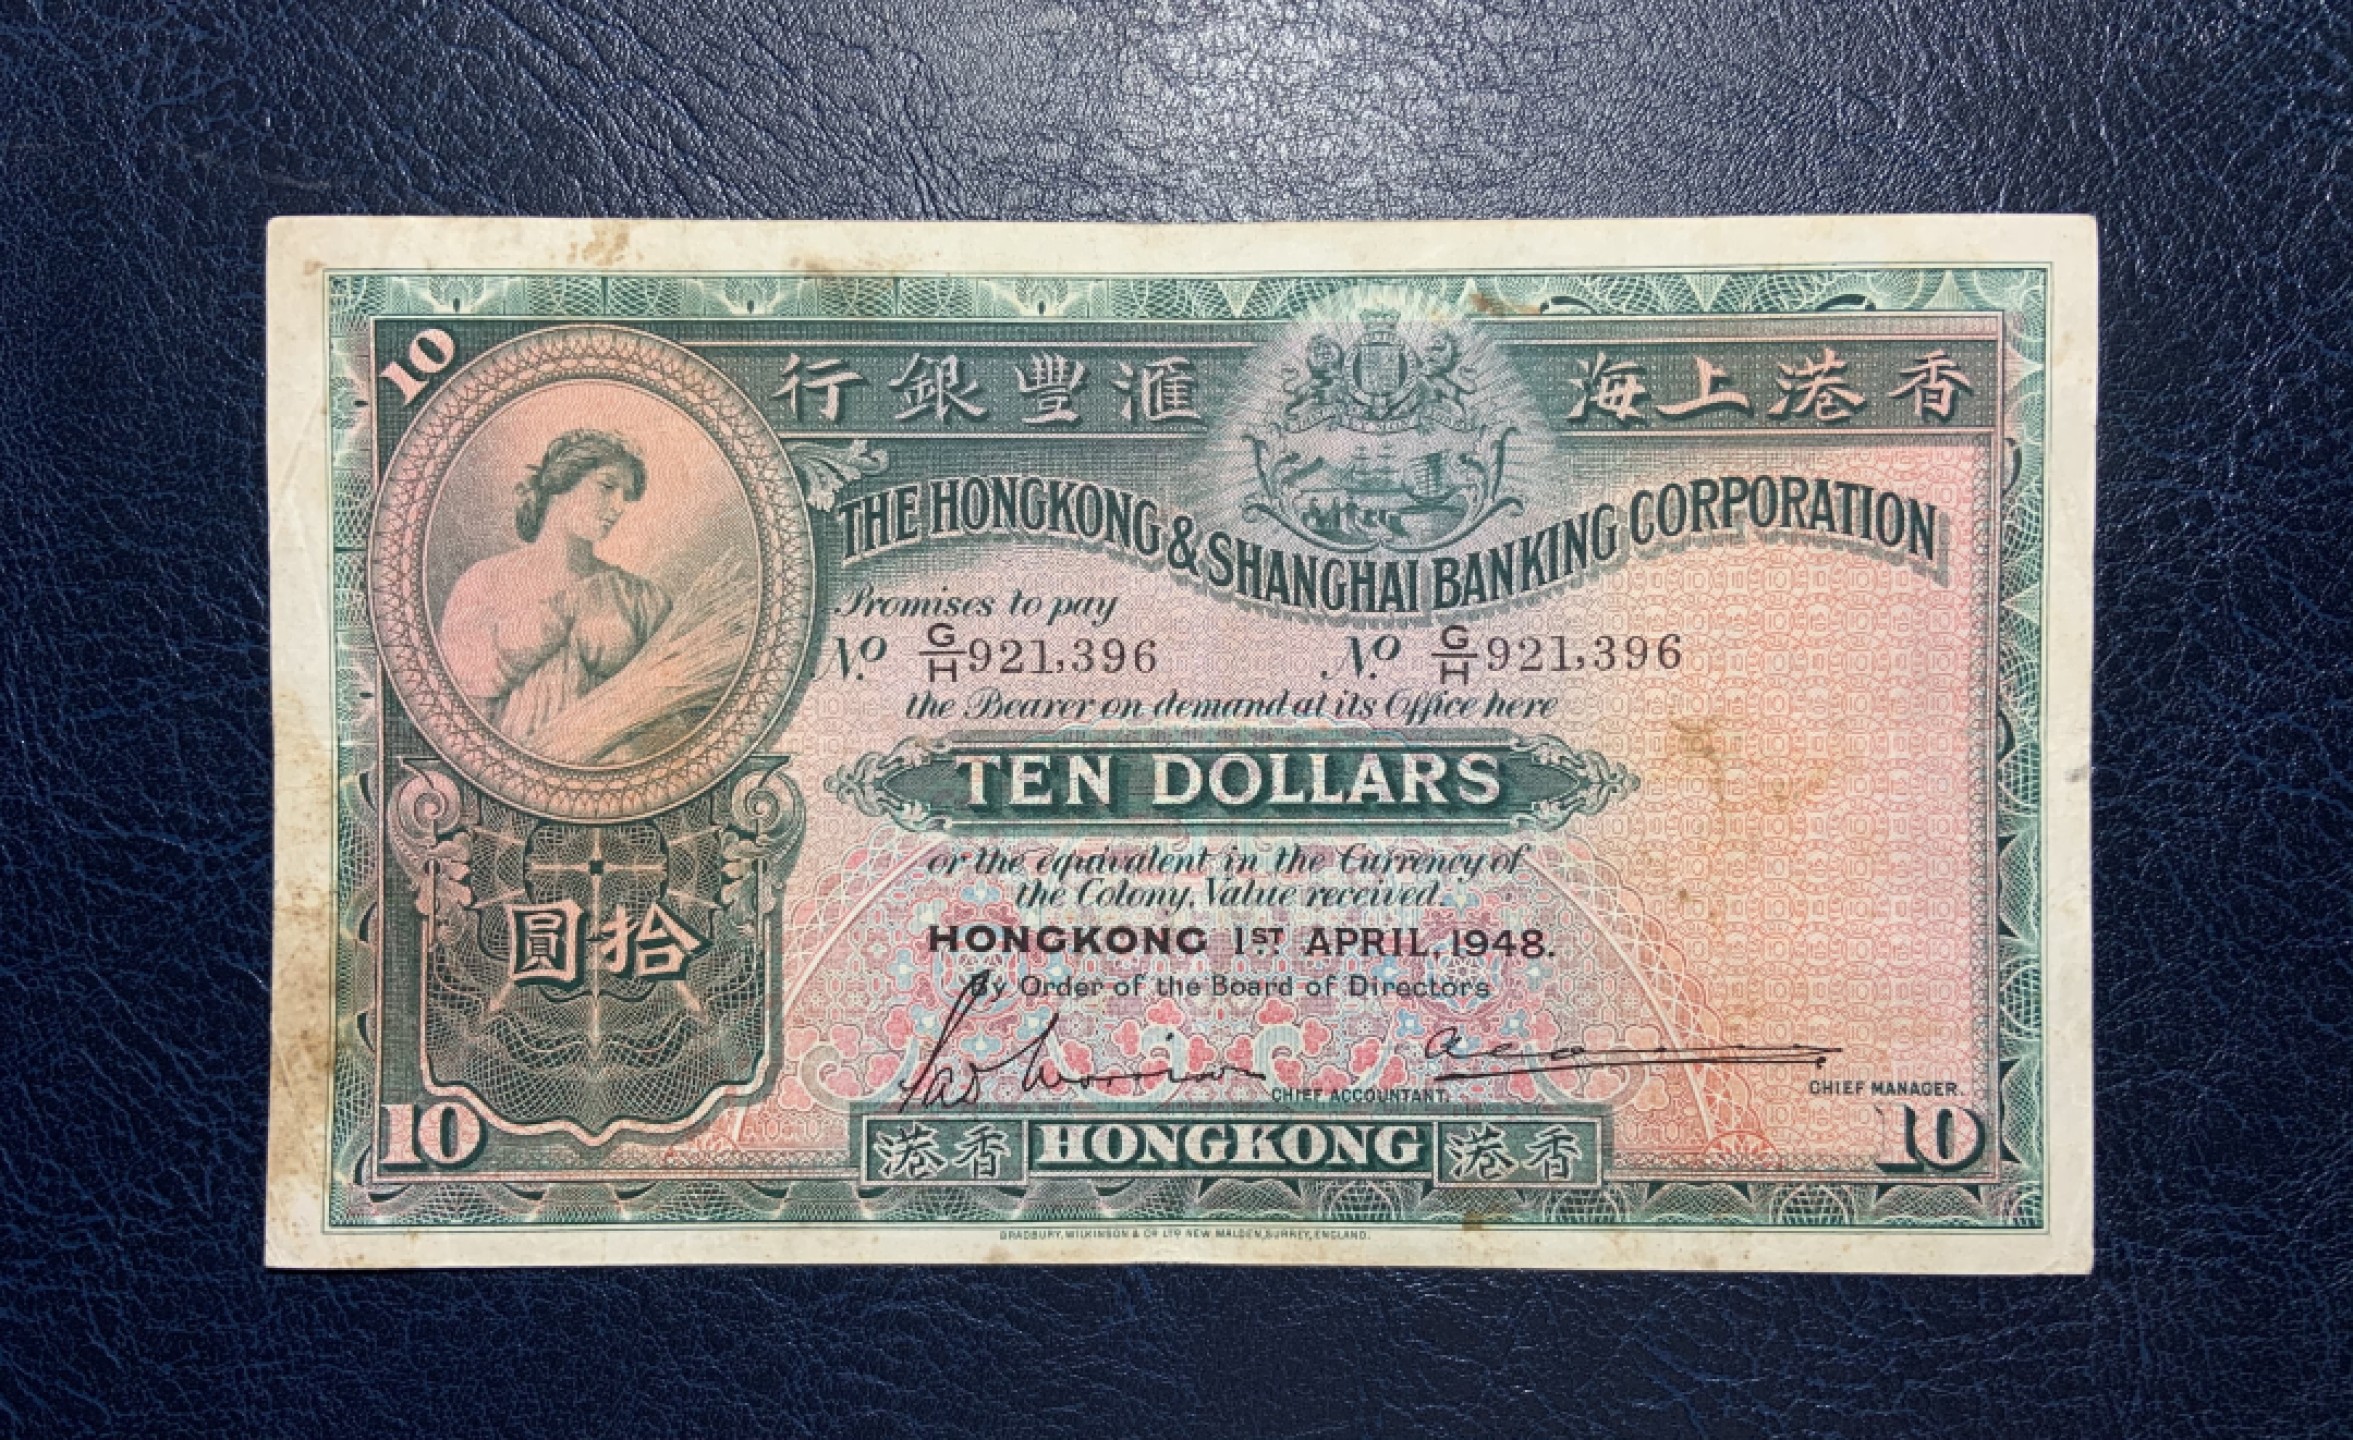 10
香港上海滙豐銀行
THE HONGKONG & SHANGHAI BANKING CORPORATION
Promises to pay
No. G/H 921,396 No. G/H 921,396
the Bearer on demand at its Office here
TEN DOLLARS
or the equivalent in the Currency of
the Colony, Value received.
拾圓
HONGKONG 1ST APRIL, 1948.
By Order of the Board of Directors
CHIEF ACCOUNTANT.
CHIEF MANAGER.
10
香港 HONGKONG 香港
10
BRADBURY, WILKINSON & Co LTD NEW MALDEN, SURREY, ENGLAND.